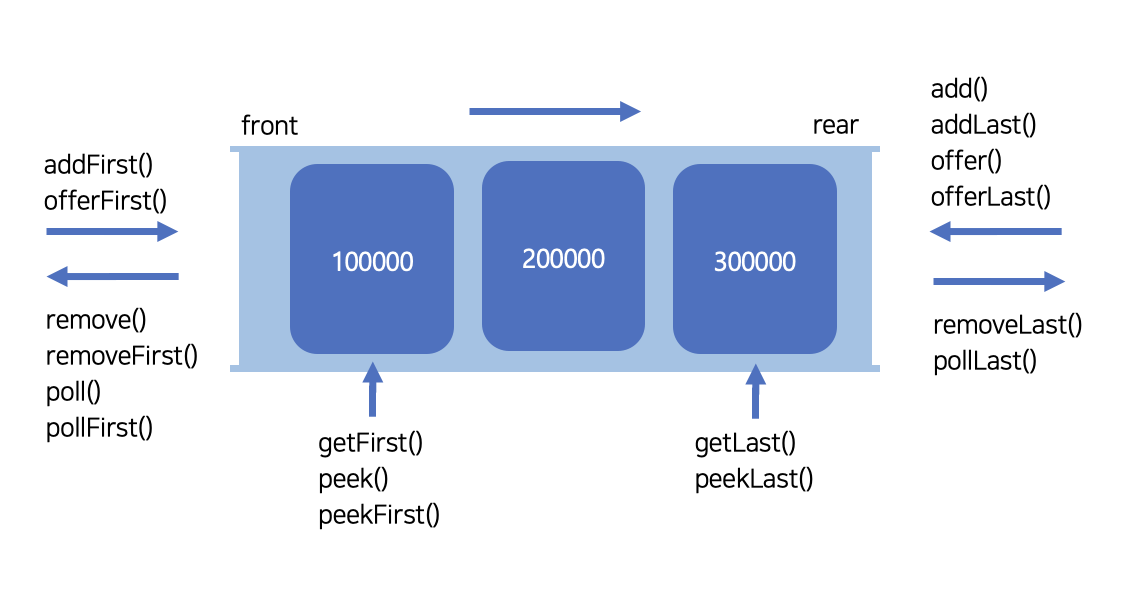 front
rear
addFirst()
offerFirst()
remove()
removeFirst()
poll()
pollFirst()
100000
200000
300000
getFirst()
peek()
peekFirst()
getLast()
peekLast()
add()
addLast()
offer()
offerLast()
removeLast()
pollLast()